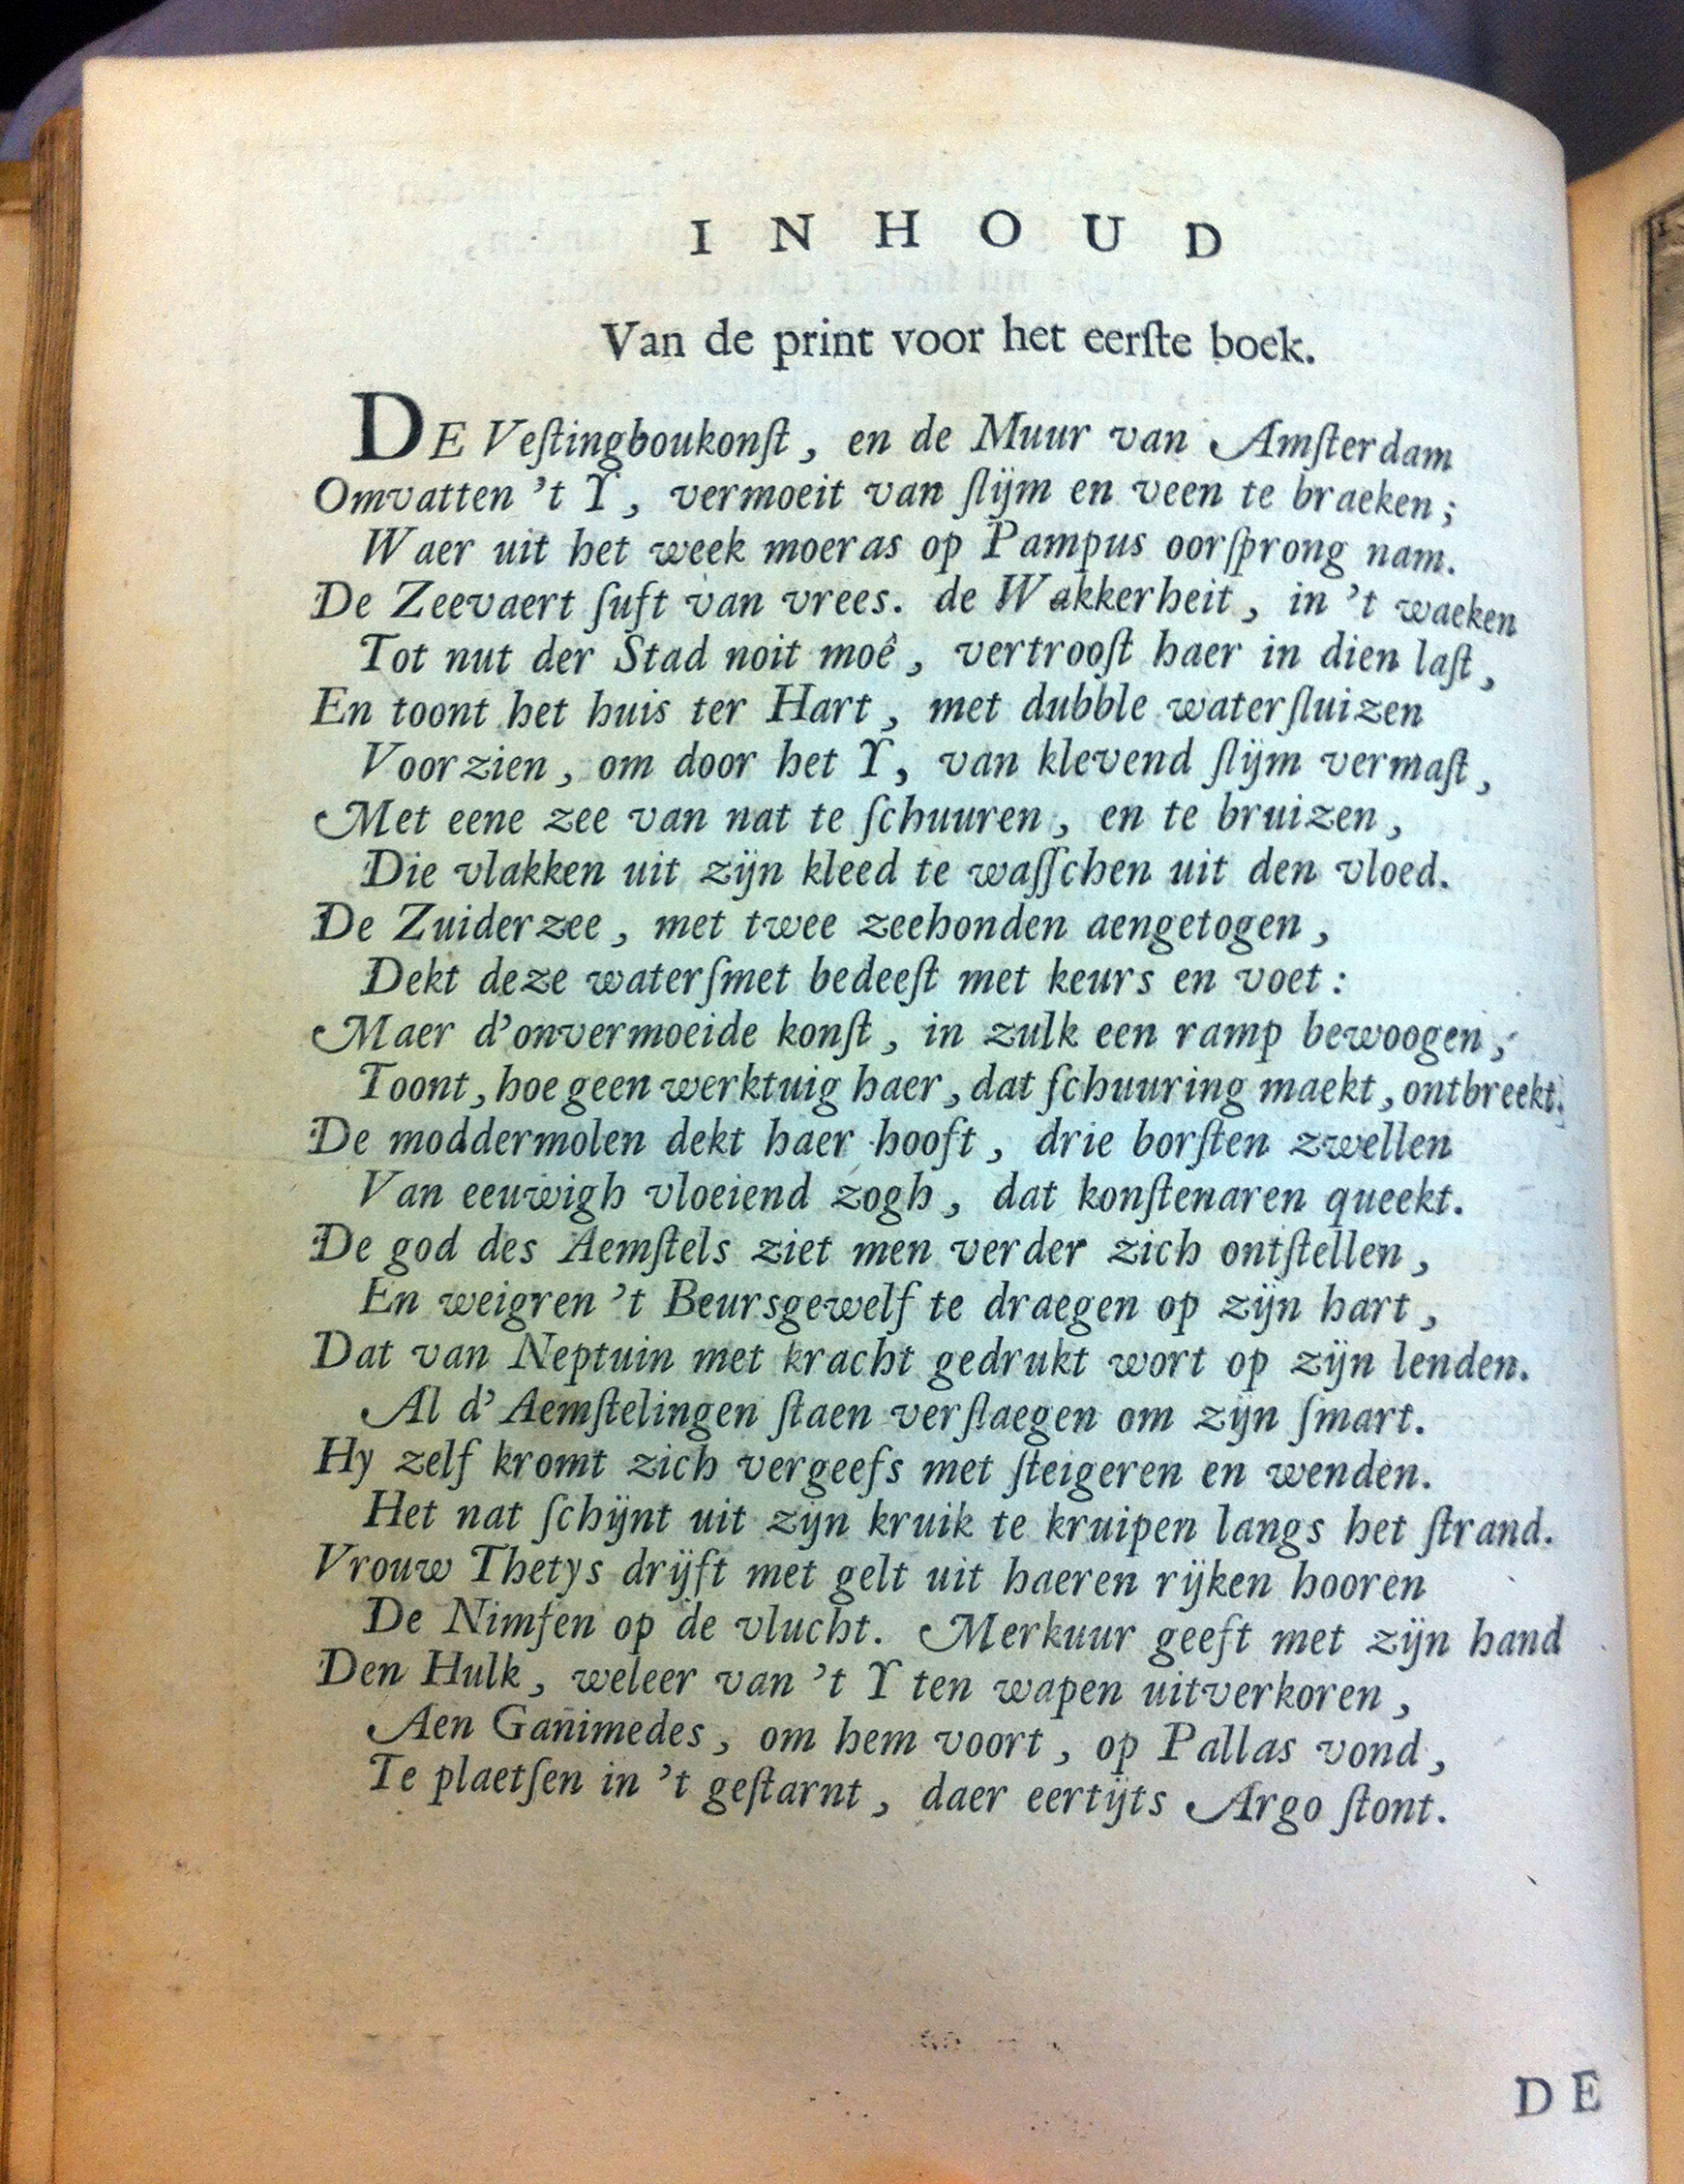 INHOUD
Van de print voor het eerſte boek.
DE Veſtingboukonſt, en de Muur van Amſterdam
Omvatten 't Y, vermoeit van ſlijm en veen te braeken;
Waer uit het week moeras op Pampus oorſprong nam.
De Zeevaert ſuft van vrees. de Wakkerheit, in 't waeken
Tot nut der Stad noit moê, vertrooſt haer in dien laſt,
En toont het huis ter Hart, met dubble waterſluizen
Voorzien, om door het Y, van klevend ſlijm vermaſt,
Met eene zee van nat te ſchuuren, en te bruizen,
Die vlakken uit zijn kleed te waſſchen uit den vloed.
De Zuiderzee, met twee zeehonden aengetogen,
Dekt deze waterſmet bedeeſt met keurs en voet:
Maer d'onvermoeide konſt, in zulk een ramp bewoogen,
Toont, hoe geen werktuig haer, dat ſchuuring maekt, ontbreekt.
De moddermolen dekt haer hooft, drie borſten zwellen
Van eeuwigh vloeiend zogh, dat konſtenaren queekt.
De god des Aemſtels ziet men verder zich ontſtellen,
En weigren 't Beursgewelf te draegen op zijn hart,
Dat van Neptuin met kracht gedrukt wort op zijn lenden.
Al d'Aemſtelingen ſtaen verſlaegen om zijn ſmart.
Hy zelf kromt zich vergeefs met ſteigeren en wenden.
Het nat ſchijnt uit zijn kruik te kruipen langs het ſtrand.
Vrouw Thetys drijft met gelt uit haeren rijken hooren
De Nimfen op de vlucht. Merkuur geeft met zijn hand
Den Hulk, weleer van 't Y ten wapen uitverkoren,
Aen Gañimedes, om hem voort, op Pallas vond,
Te plaetſen in 't geſtarnt, daer eertijts Argo ſtont.
DE